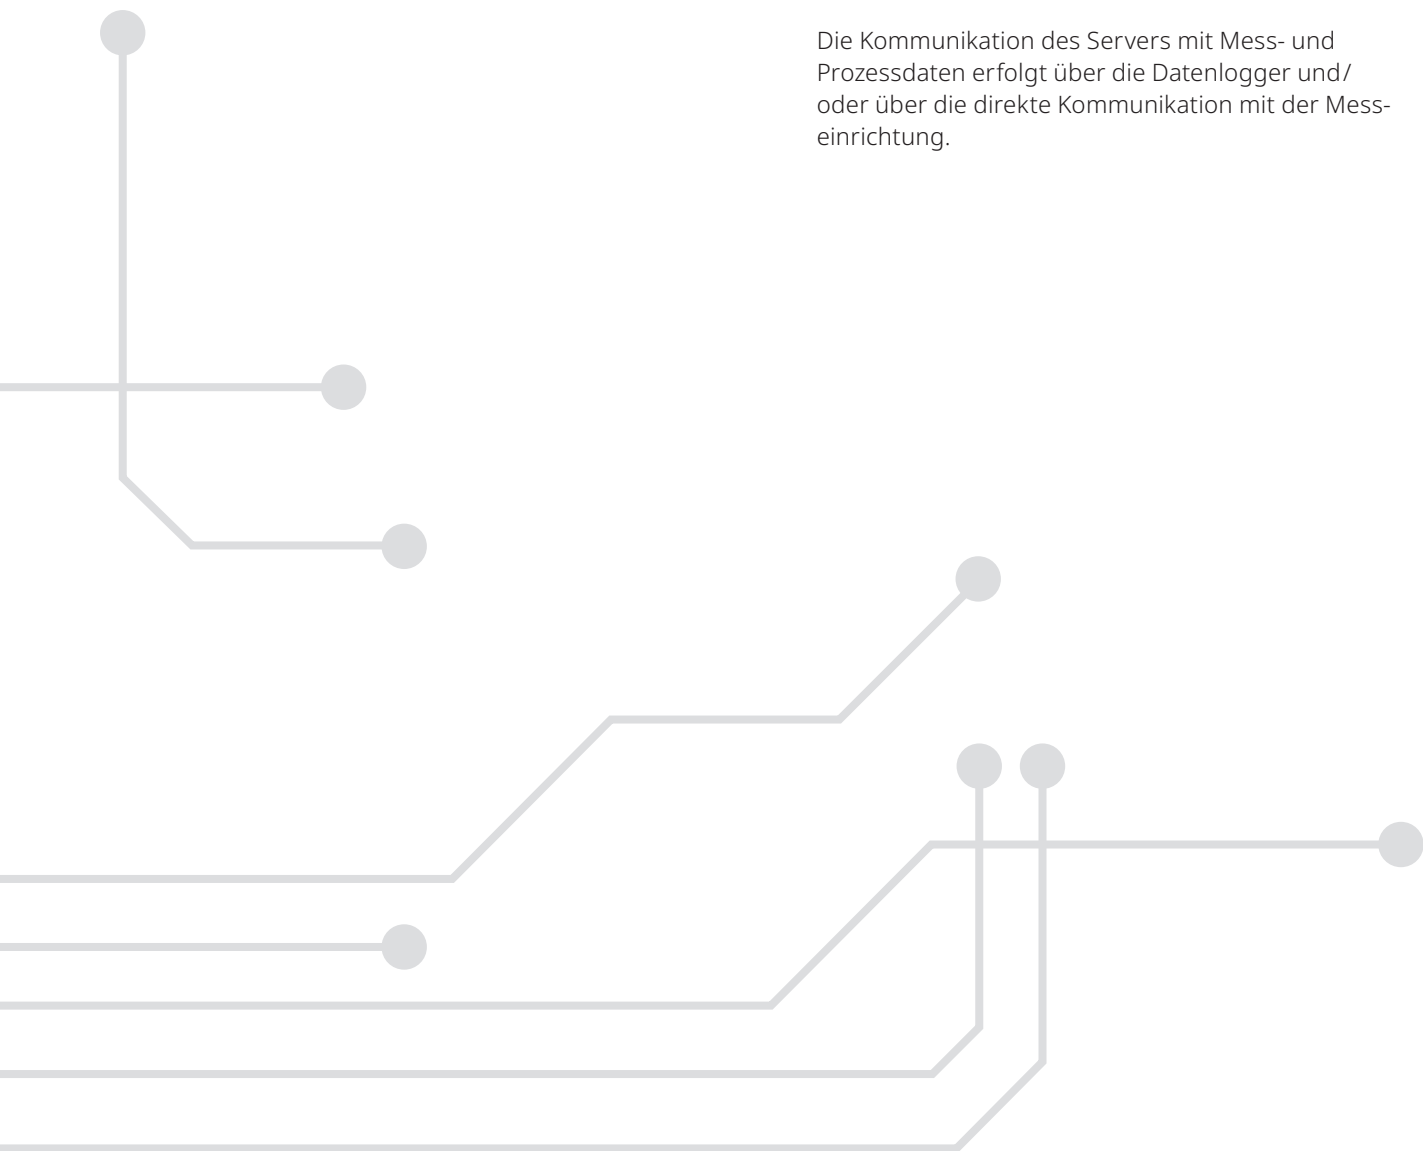 Die Kommunikation des Servers mit Mess- und
Prozessdaten erfolgt über die Datenlogger und/
oder über die direkte Kommunikation mit der Mess-
einrichtung.